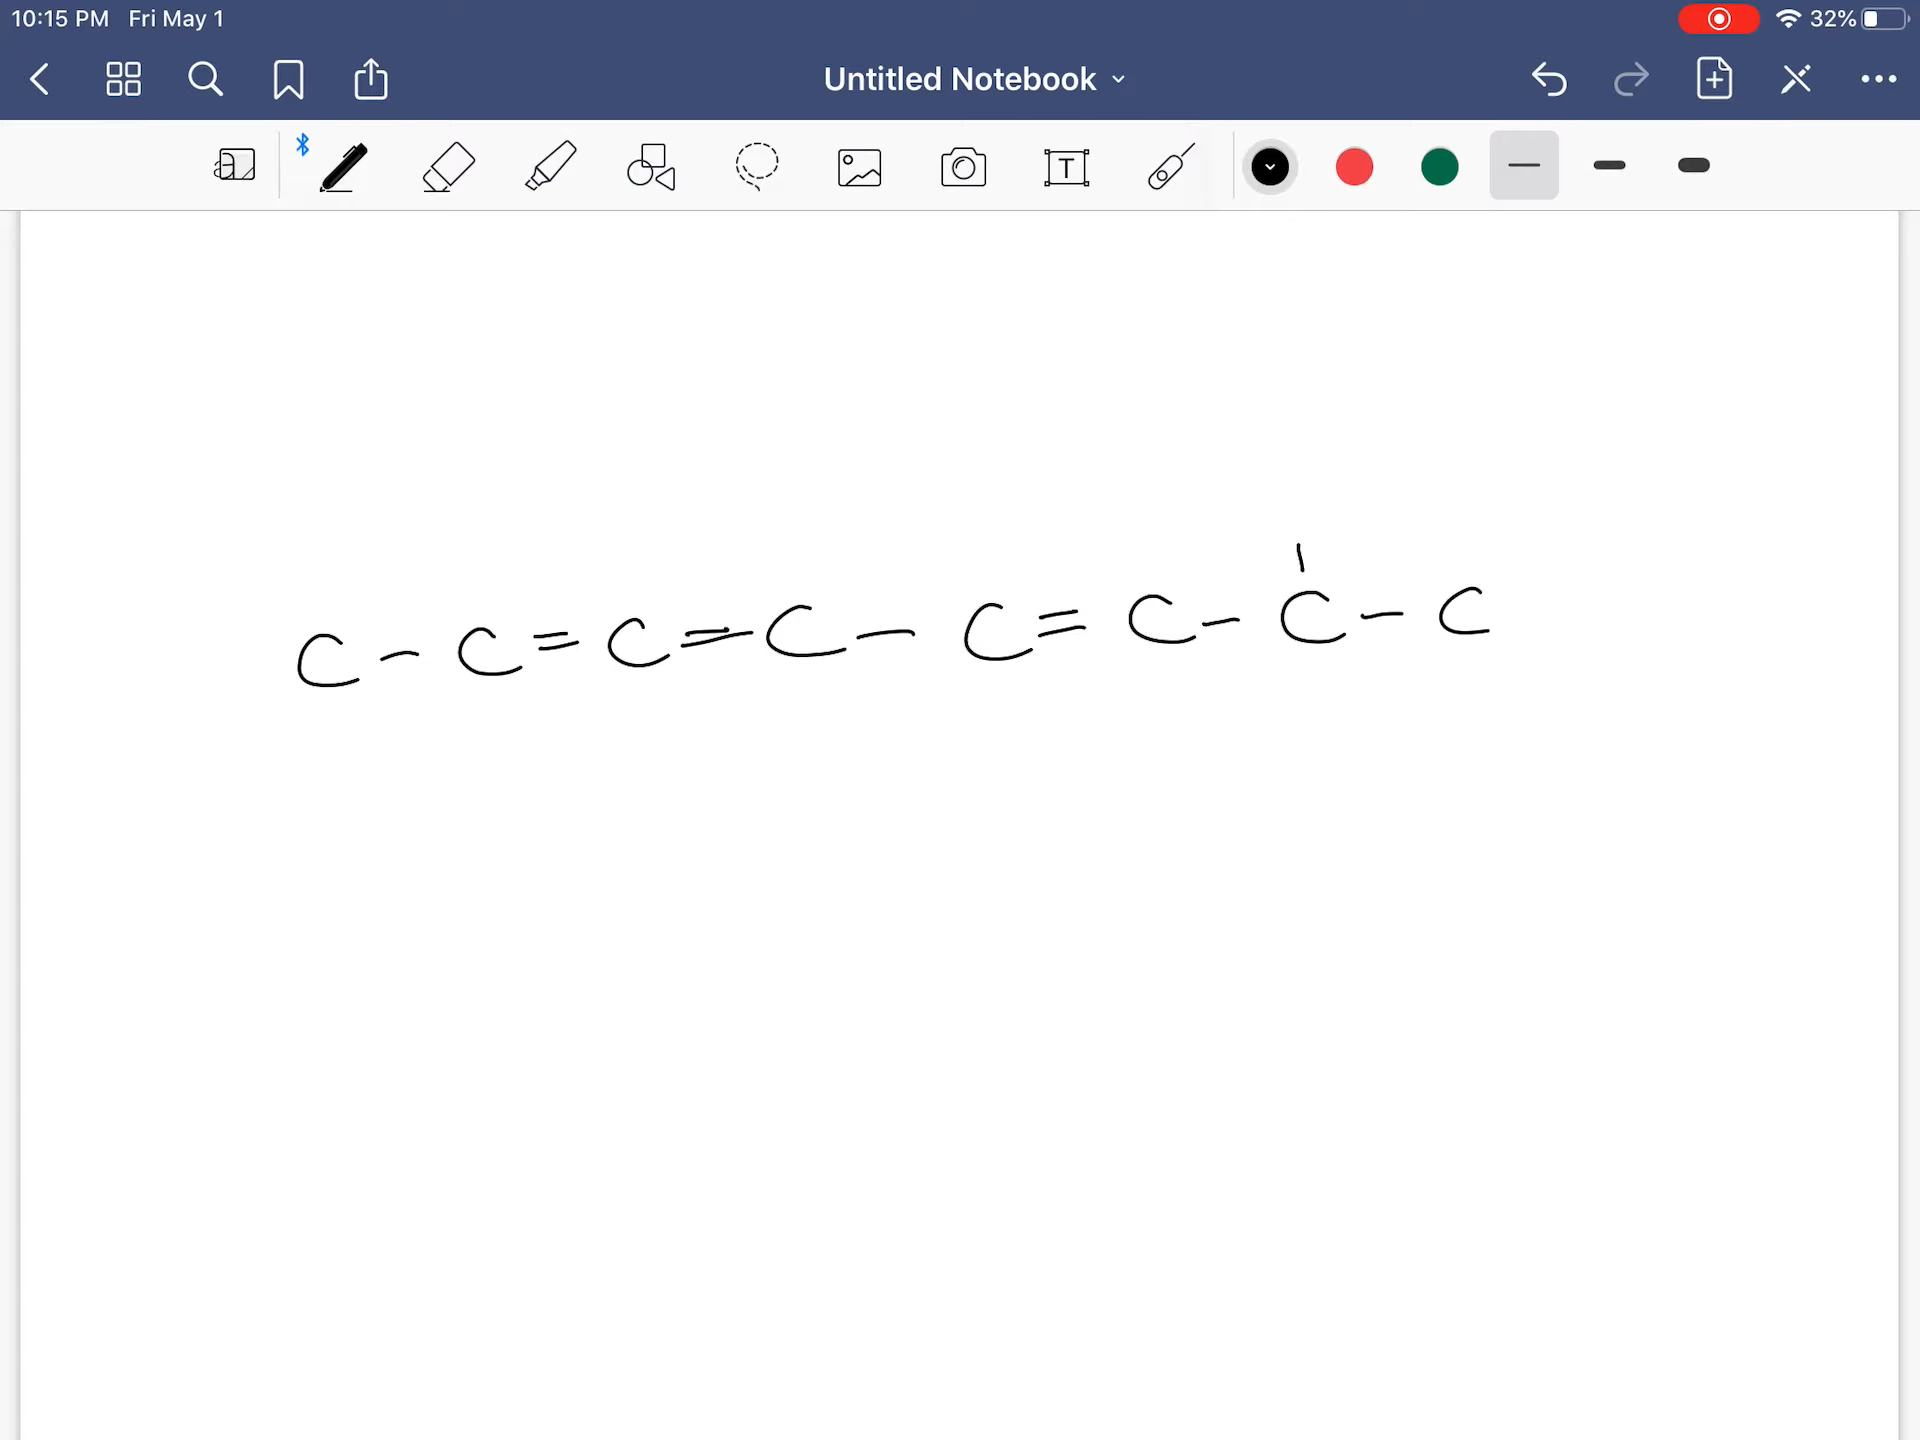 10:15 PM Fri May 1 32%
Untitled Notebook
a T
C - C = C = C - C = C - C - C